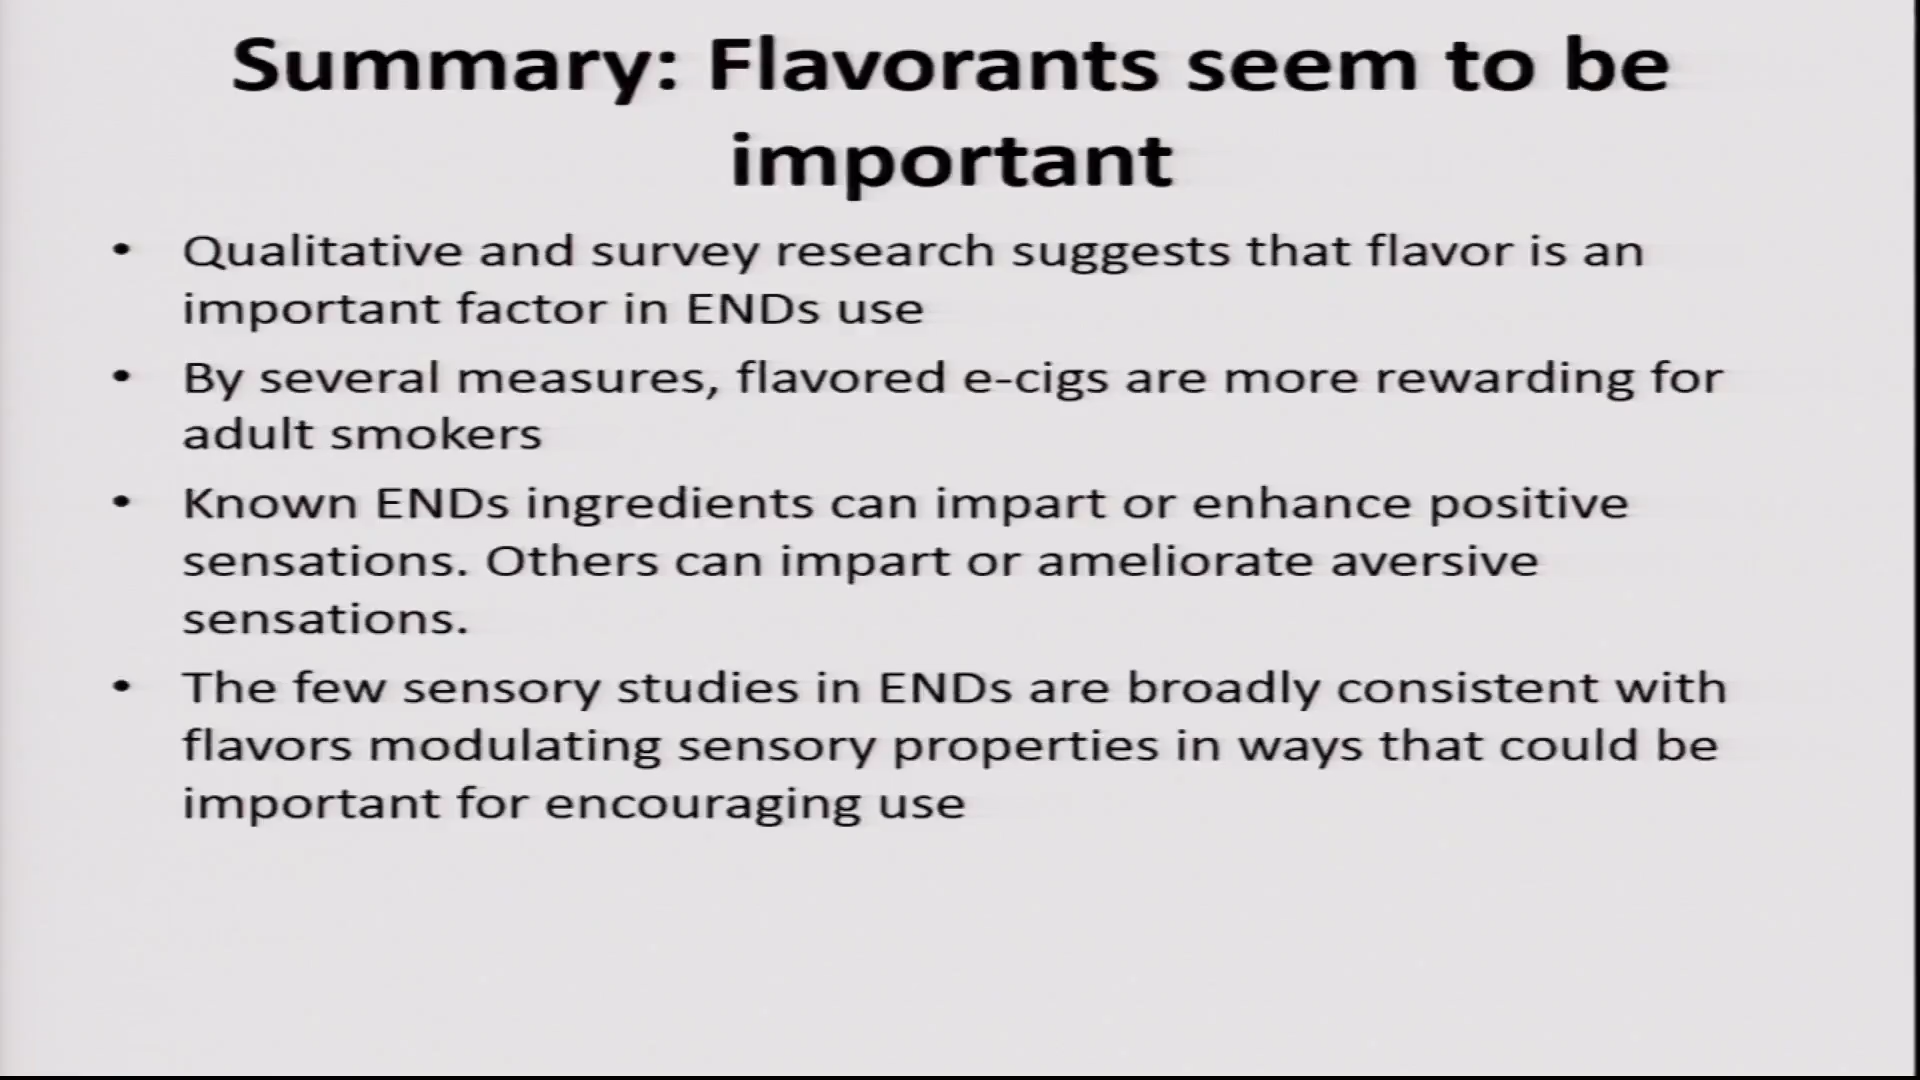 Summary: Flavorants seem to be
important
• Qualitative and survey research suggests that flavor is an
important factor in ENDs use
• By several measures, flavored e-cigs are more rewarding for
adult smokers
• Known ENDs ingredients can impart or enhance positive
sensations. Others can impart or ameliorate aversive
sensations.
• The few sensory studies in ENDs are broadly consistent with
flavors modulating sensory properties in ways that could be
important for encouraging use